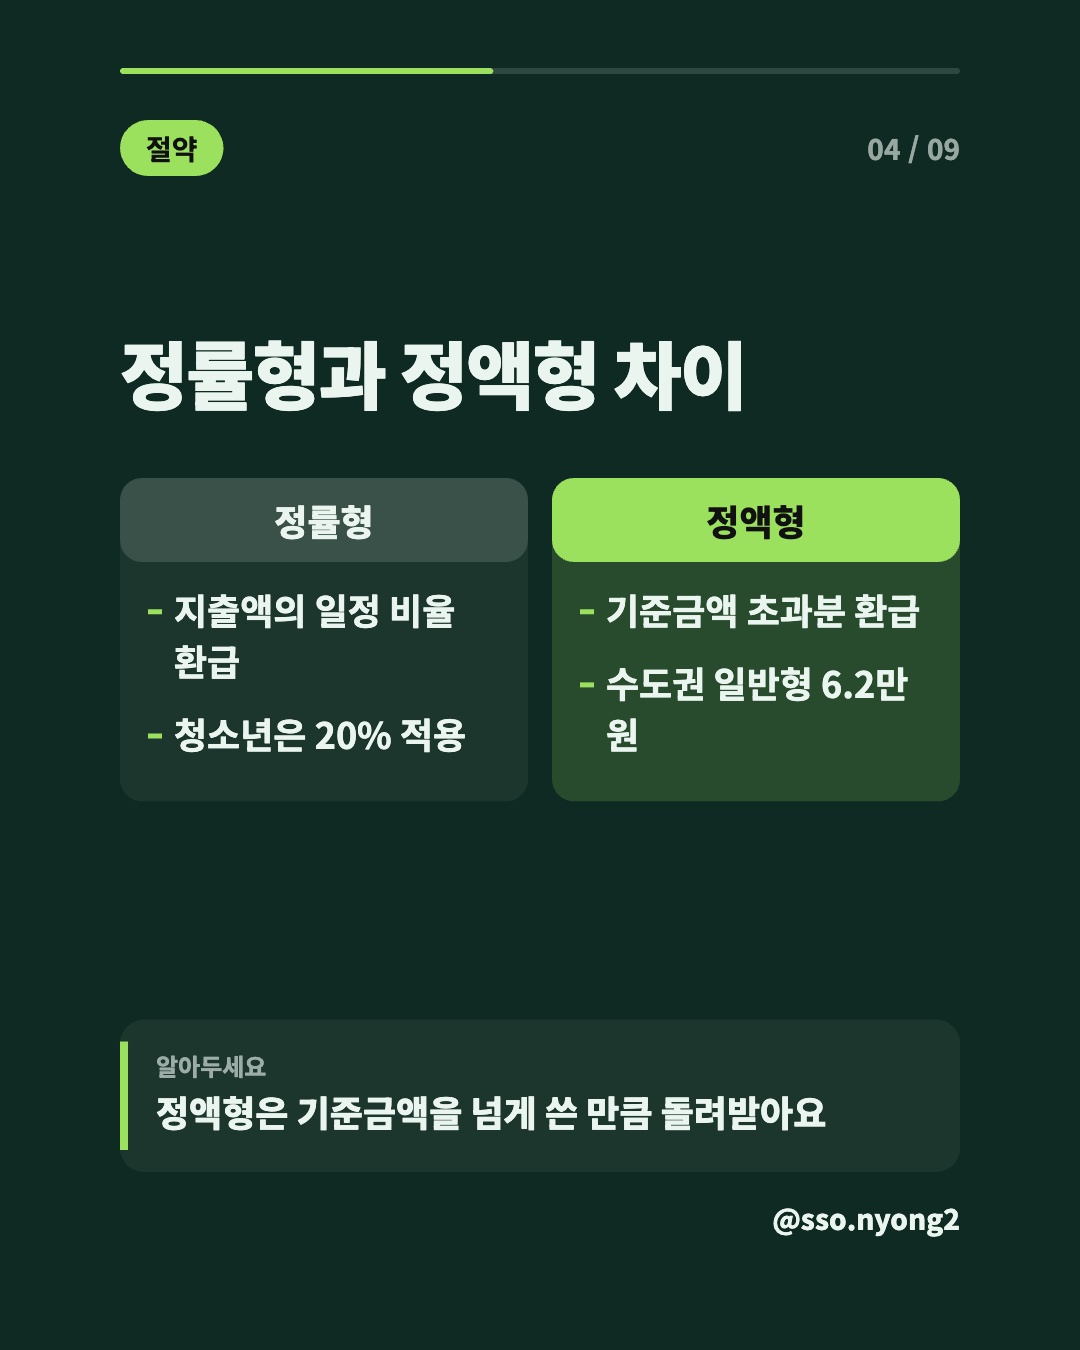 절약
04 / 09
정률형과 정액형 차이
정률형
- 지출액의 일정 비율
환급
- 청소년은 20% 적용
정액형
- 기준금액 초과분 환급
- 수도권 일반형 6.2만
원
알아두세요
정액형은 기준금액을 넘게 쓴 만큼 돌려받아요
@sso.nyong2